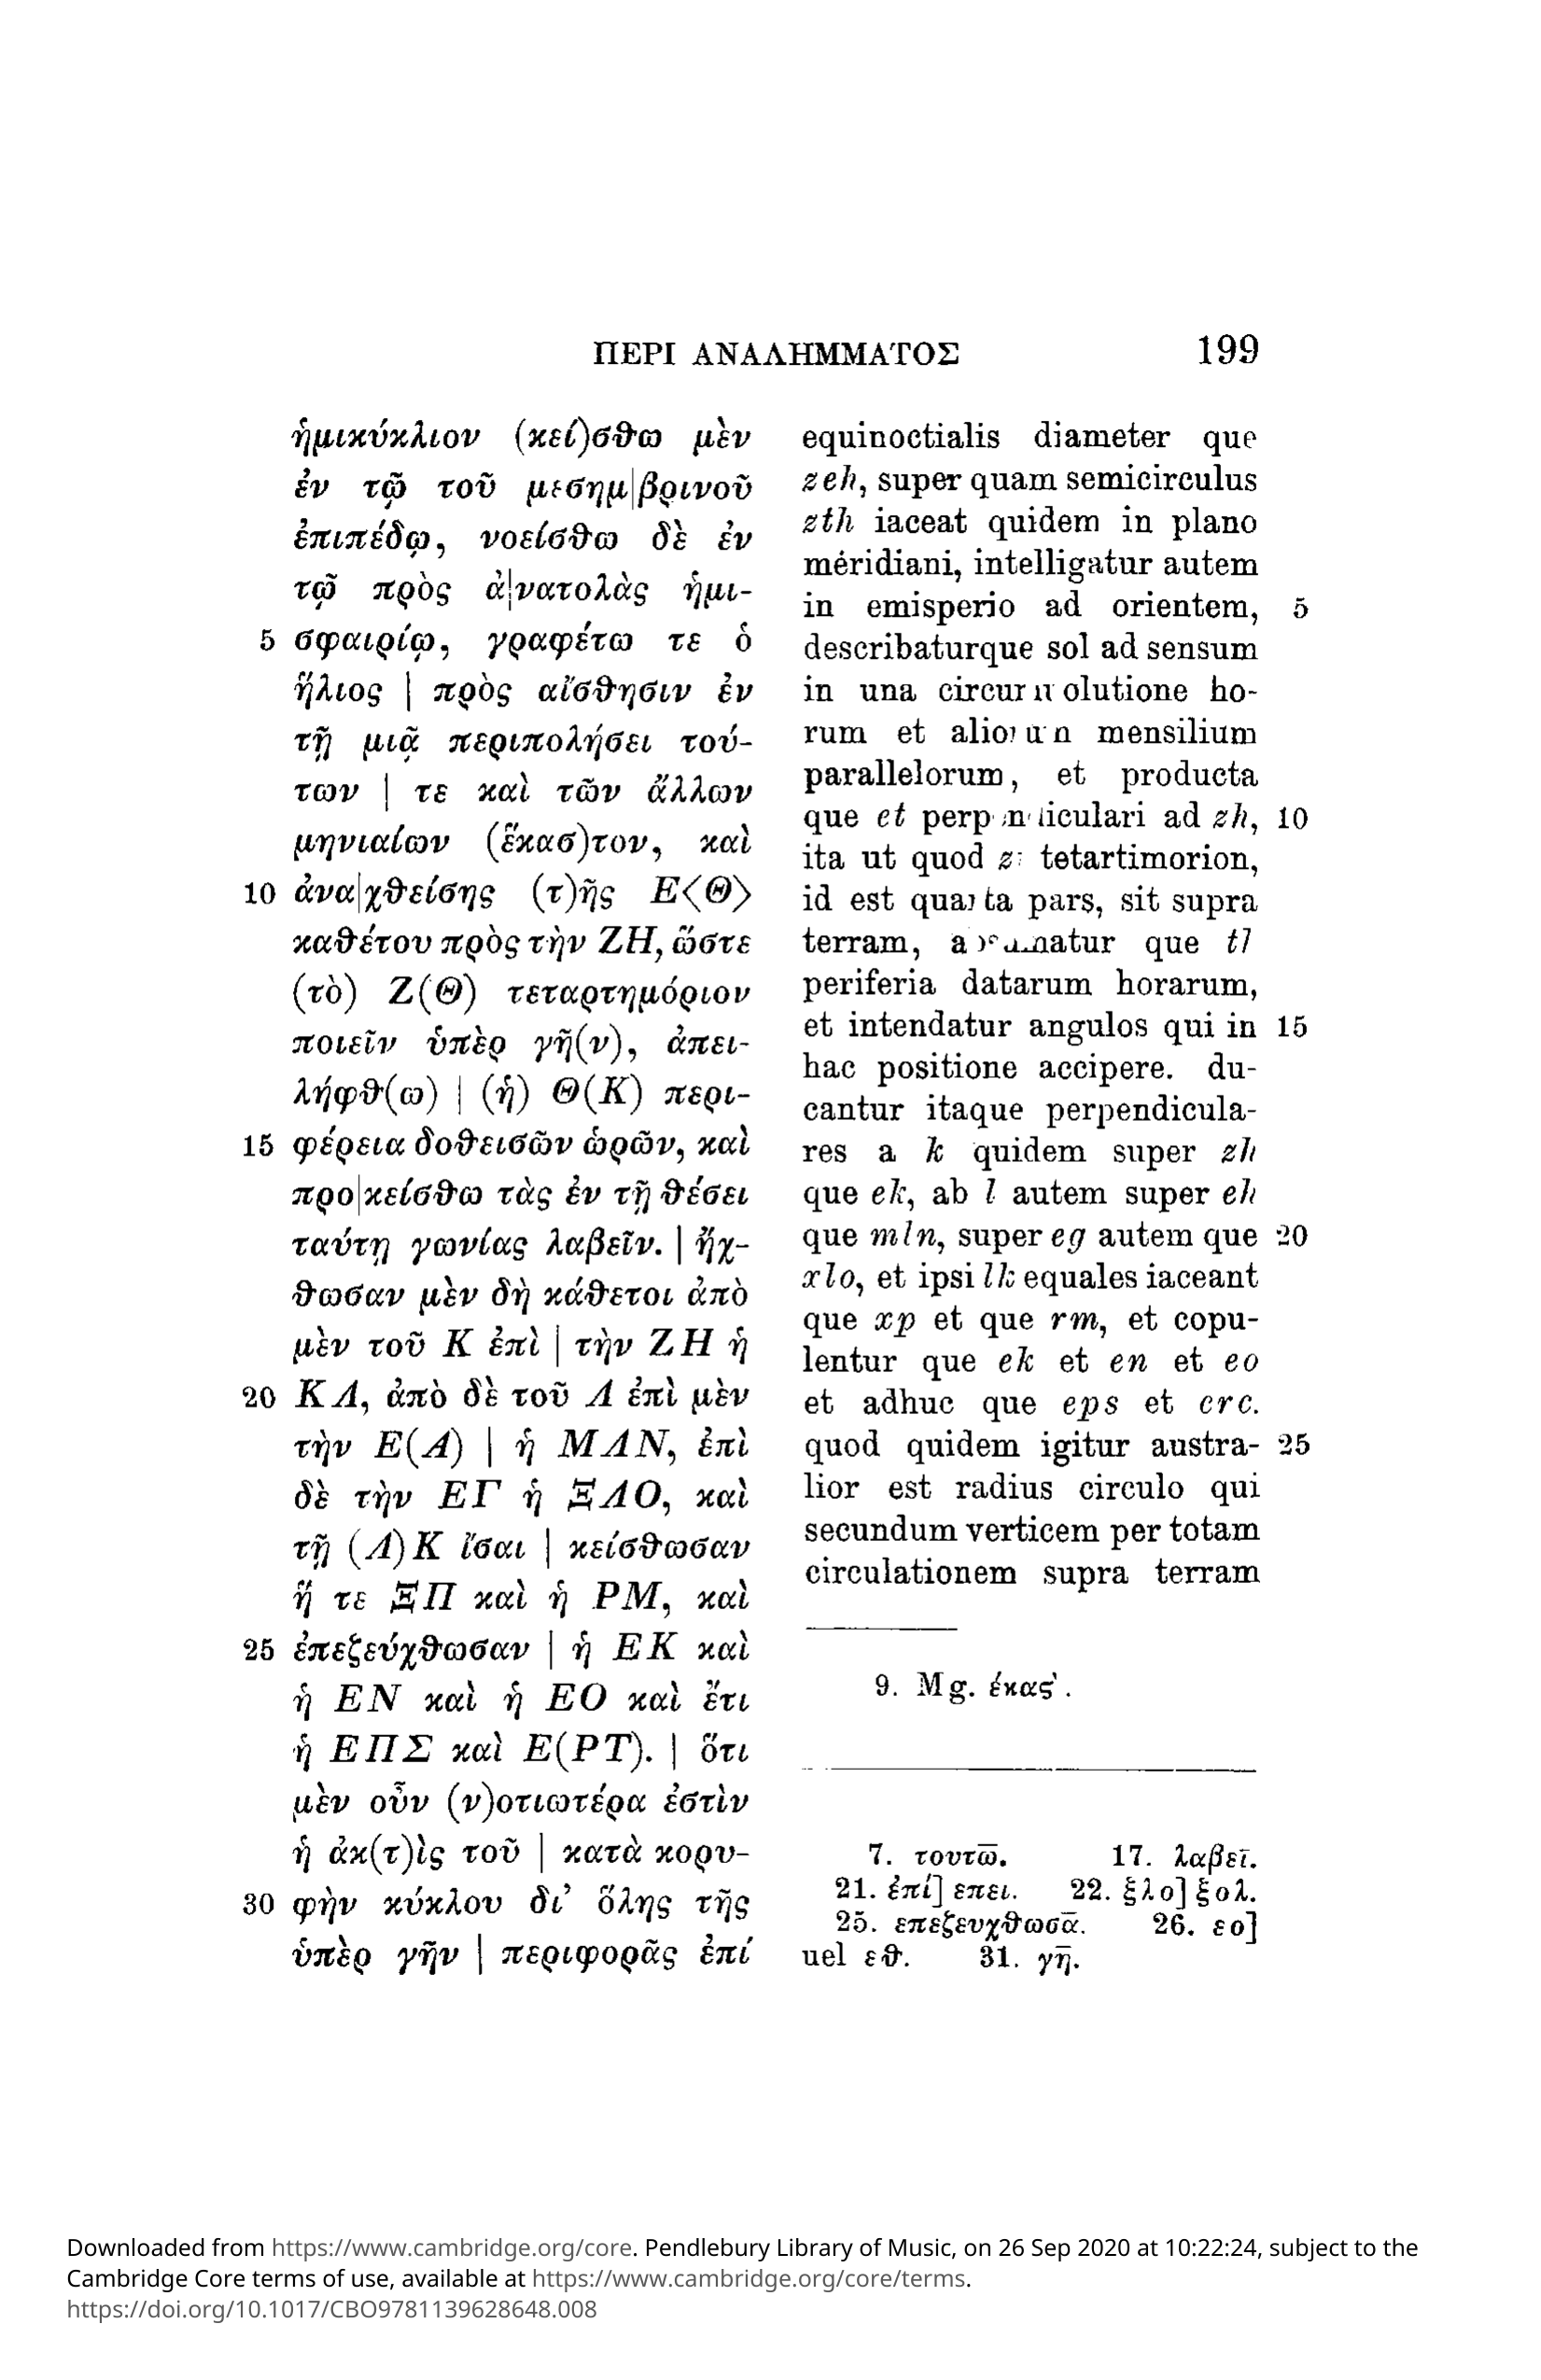 ΠΕΡΙ ΑΝΑΛΗΜΜΑΤΟΣ 199
ἡμικύκλιον (κεί)σθω μὲν
ἐν τῷ τοῦ μεσημ|βρινοῦ
ἐπιπέδῳ, νοείσθω δὲ ἐν
τῷ πρὸς ἀ|νατολὰς ἡμι-
5 σφαιρίῳ, γραφέτω τε ὁ
ἥλιος | πρὸς αἴσθησιν ἐν
τῇ μιᾷ περιπολήσει τού-
των | τε καὶ τῶν ἄλλων
μηνιαίων (ἕκασ)τον, καὶ
10 ἀνα|χθείσης (τ)ῆς Ε⟨Θ⟩
καθέτου πρὸς τὴν ΖΗ, ὥστε
(τὸ) Ζ(Θ) τεταρτημόριον
ποιεῖν ὑπὲρ γῆ(ν), ἀπει-
λήφθ(ω) | (ἡ) Θ(Κ) περι-
15 φέρεια δοθεισῶν ὡρῶν, καὶ
προ|κείσθω τὰς ἐν τῇ θέσει
ταύτῃ γωνίας λαβεῖν. | ἤχ-
θωσαν μὲν δὴ κάθετοι ἀπὸ
μὲν τοῦ Κ ἐπὶ | τὴν ΖΗ ἡ
20 ΚΛ, ἀπὸ δὲ τοῦ Λ ἐπὶ μὲν
τὴν Ε(Α) | ἡ ΜΛΝ, ἐπὶ
δὲ τὴν ΕΓ ἡ ΞΛΟ, καὶ
τῇ (Λ)Κ ἴσαι | κείσθωσαν
ἥ τε ΞΠ καὶ ἡ ΡΜ, καὶ
25 ἐπεζεύχθωσαν | ἡ ΕΚ καὶ
ἡ ΕΝ καὶ ἡ ΕΟ καὶ ἔτι
ἡ ΕΠΣ καὶ Ε(ΡΤ). | ὅτι
μὲν οὖν (ν)οτιωτέρα ἐστὶν
ἡ ἀκ(τ)ὶς τοῦ | κατὰ κορυ-
30 φὴν κύκλου δι’ ὅλης τῆς
ὑπὲρ γῆν | περιφορᾶς ἐπί
equinoctialis diameter que
zeh, super quam semicirculus
zth iaceat quidem in plano
méridiani, intelligatur autem
in emisperio ad orientem, 5
describaturque sol ad sensum
in una ho-
rum et mensilium
parallelorum, et producta
que et ad zh, 10
ita ut quod tetartimorion,
id est quarta pars, sit supra
terram, que tl
periferia datarum horarum,
et intendatur angulos qui in 15
hac positione accipere. du-
cantur itaque perpendicula-
res a k quidem super zh
que ek, ab l autem super eh
que mln, super eg autem que 20
xlo, et ipsi lk equales iaceant
que xp et que rm, et copu-
lentur que ek et en et eo
et adhuc que eps et erc.
quod quidem igitur austra- 25
lior est radius circulo qui
secundum verticem per totam
circulationem supra terram
9. Mg. έκας̀.
7. τουτω̅. 17. λαβεῑ.
21. ἐπί] επει. 22. ξλο] ξολ.
25. επεζευχθωσα̅. 26. εο]
uel εθ. 31. γη̅.
Downloaded from https://www.cambridge.org/core. Pendlebury Library of Music, on 26 Sep 2020 at 10:22:24, subject to the
Cambridge Core terms of use, available at https://www.cambridge.org/core/terms.
https://doi.org/10.1017/CBO9781139628648.008